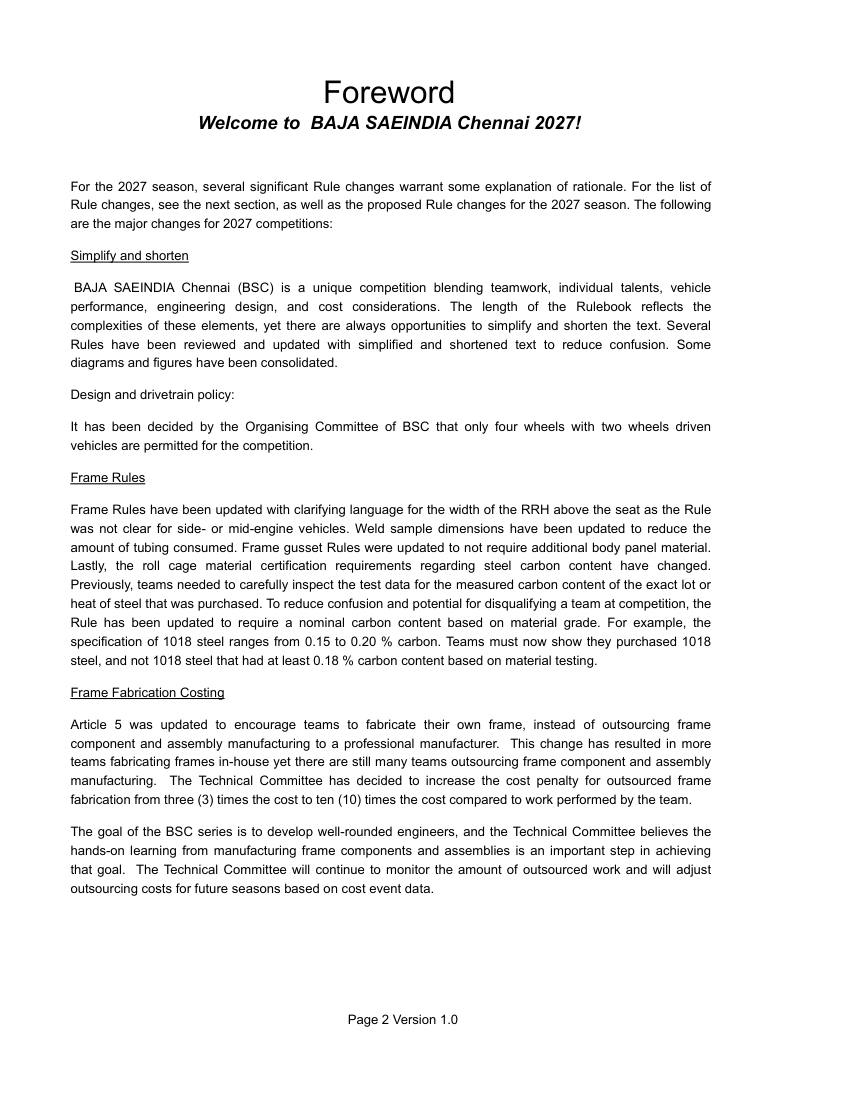 Foreword
Welcome to  BAJA SAEINDIA Chennai 2027!
For the 2027 season, several significant Rule changes warrant some explanation of rationale. For the list of
Rule changes, see the next section, as well as the proposed Rule changes for the 2027 season. The following
are the major changes for 2027 competitions:
Simplify and shorten
BAJA SAEINDIA Chennai (BSC) is a unique competition blending teamwork, individual talents, vehicle
performance, engineering design, and cost considerations. The length of the Rulebook reflects the
complexities of these elements, yet there are always opportunities to simplify and shorten the text. Several
Rules have been reviewed and updated with simplified and shortened text to reduce confusion. Some
diagrams and figures have been consolidated.
Design and drivetrain policy:
It has been decided by the Organising Committee of BSC that only four wheels with two wheels driven
vehicles are permitted for the competition.
Frame Rules
Frame Rules have been updated with clarifying language for the width of the RRH above the seat as the Rule
was not clear for side- or mid-engine vehicles. Weld sample dimensions have been updated to reduce the
amount of tubing consumed. Frame gusset Rules were updated to not require additional body panel material.
Lastly, the roll cage material certification requirements regarding steel carbon content have changed.
Previously, teams needed to carefully inspect the test data for the measured carbon content of the exact lot or
heat of steel that was purchased. To reduce confusion and potential for disqualifying a team at competition, the
Rule has been updated to require a nominal carbon content based on material grade. For example, the
specification of 1018 steel ranges from 0.15 to 0.20 % carbon. Teams must now show they purchased 1018
steel, and not 1018 steel that had at least 0.18 % carbon content based on material testing.
Frame Fabrication Costing
Article 5 was updated to encourage teams to fabricate their own frame, instead of outsourcing frame
component and assembly manufacturing to a professional manufacturer.  This change has resulted in more
teams fabricating frames in-house yet there are still many teams outsourcing frame component and assembly
manufacturing.  The Technical Committee has decided to increase the cost penalty for outsourced frame
fabrication from three (3) times the cost to ten (10) times the cost compared to work performed by the team.
The goal of the BSC series is to develop well-rounded engineers, and the Technical Committee believes the
hands-on learning from manufacturing frame components and assemblies is an important step in achieving
that goal.  The Technical Committee will continue to monitor the amount of outsourced work and will adjust
outsourcing costs for future seasons based on cost event data.
Page 2 Version 1.0